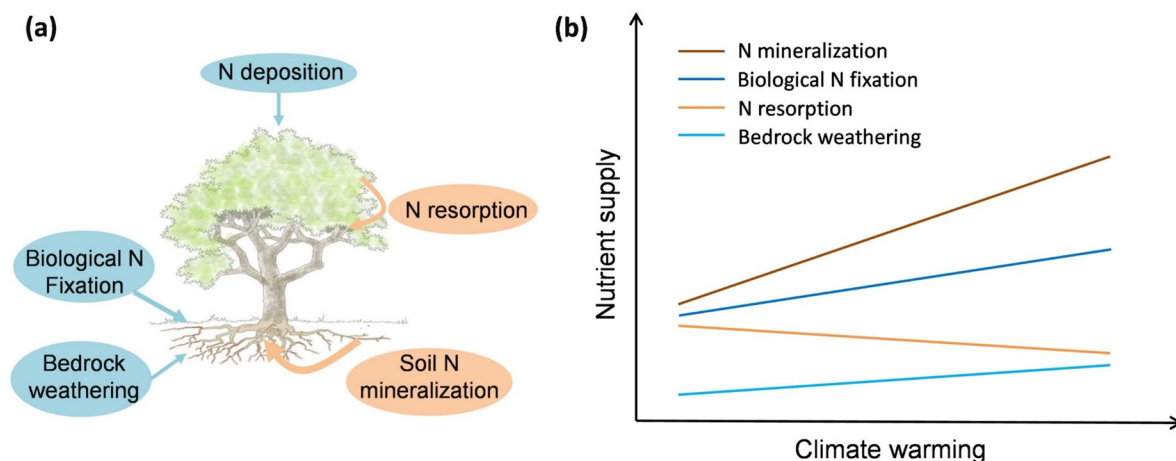 (a)
N deposition
N resorption
Biological N
Fixation
Bedrock
weathering
Soil N
mineralization
(b)
N mineralization
Biological N fixation
N resorption
Bedrock weathering
Nutrient supply
Climate warming